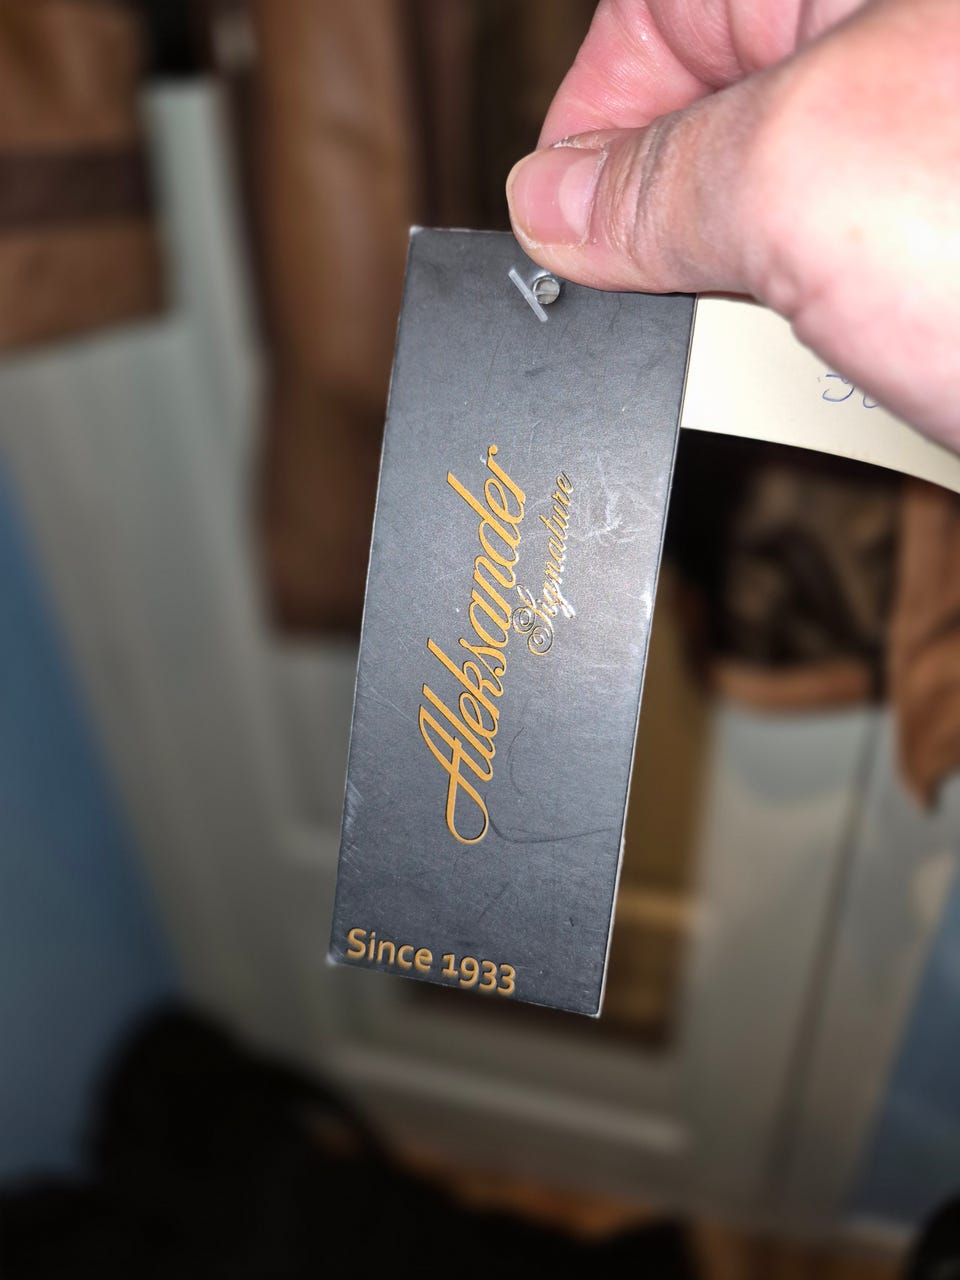 Aleksander
Signature
Since 1933